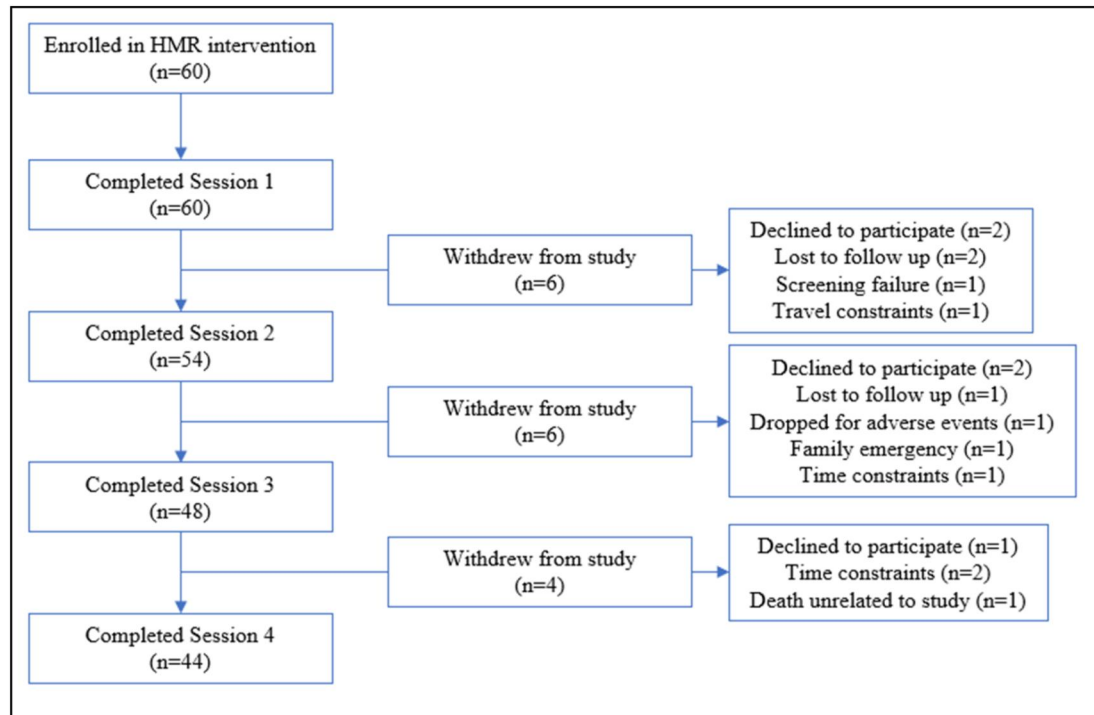 Enrolled in HMR intervention
(n=60)
Completed Session 1
(n=60)
Withdrew from study
(n=6)
Declined to participate (n=2)
Lost to follow up (n=2)
Screening failure (n=1)
Travel constraints (n=1)
Completed Session 2
(n=54)
Withdrew from study
(n=6)
Declined to participate (n=2)
Lost to follow up (n=1)
Dropped for adverse events (n=1)
Family emergency (n=1)
Time constraints (n=1)
Completed Session 3
(n=48)
Withdrew from study
(n=4)
Declined to participate (n=1)
Time constraints (n=2)
Death unrelated to study (n=1)
Completed Session 4
(n=44)